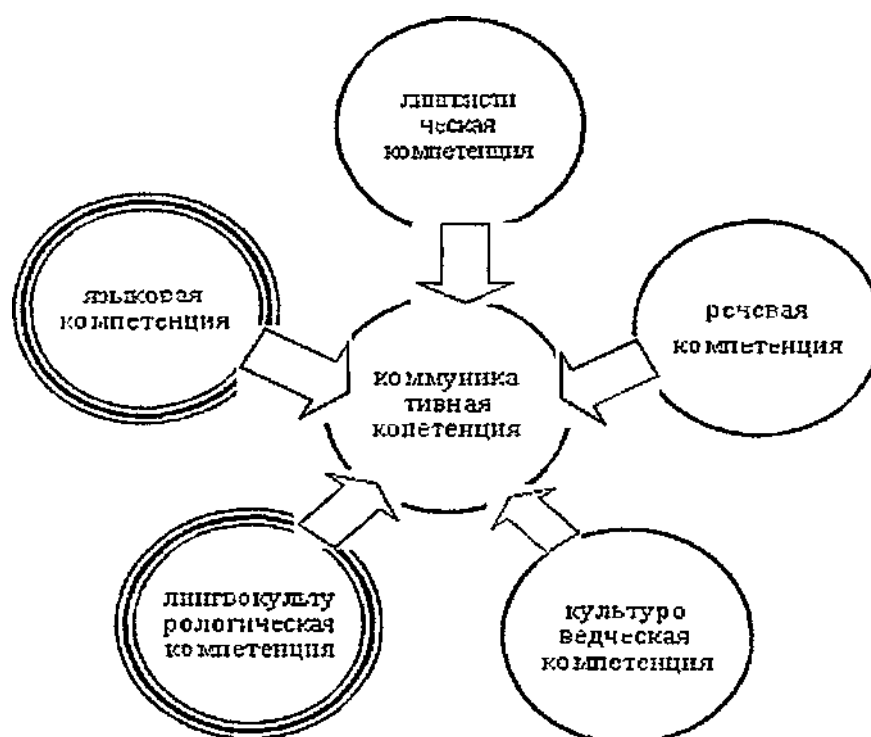 лингвисти
ческая
компетенция
языковая
компетенция
речевая
компетенция
коммуника
тивная
копетенция
лингвокульту
рологическая
компетенция
культуро
ведческая
компетенция